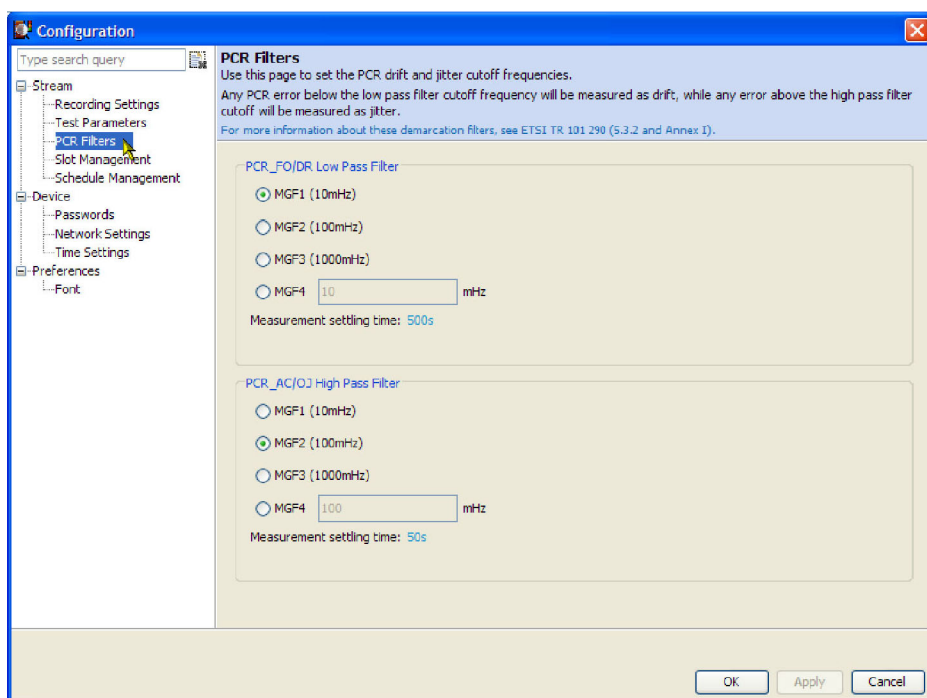 Configuration
Type search query
Stream
Recording Settings
Test Parameters
PCR Filters
Slot Management
Schedule Management
Device
Passwords
Network Settings
Time Settings
Preferences
Font
PCR Filters
Use this page to set the PCR drift and jitter cutoff frequencies.
Any PCR error below the low pass filter cutoff frequency will be measured as drift, while any error above the high pass filter
cutoff will be measured as jitter.
For more information about these demarcation filters, see ETSI TR 101 290 (5.3.2 and Annex I).
PCR_FO/DR Low Pass Filter
MGF1 (10mHz)
MGF2 (100mHz)
MGF3 (1000mHz)
MGF4 10 mHz
Measurement settling time: 500s
PCR_AC/OJ High Pass Filter
MGF1 (10mHz)
MGF2 (100mHz)
MGF3 (1000mHz)
MGF4 100 mHz
Measurement settling time: 50s
OK Apply Cancel